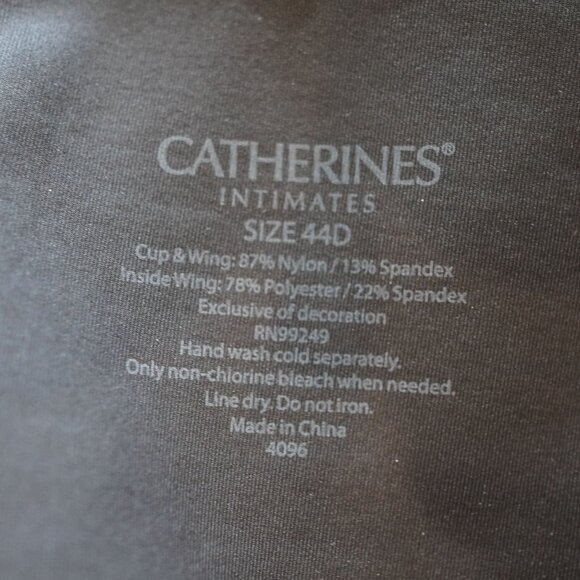 CATHERINES®
INTIMATES
SIZE 44D
Cup & Wing: 87% Nylon / 13% Spandex
Inside Wing: 78% Polyester / 22% Spandex
Exclusive of decoration
RN99249
Hand wash cold separately.
Only non-chlorine bleach when needed.
Line dry. Do not iron.
Made in China
4096